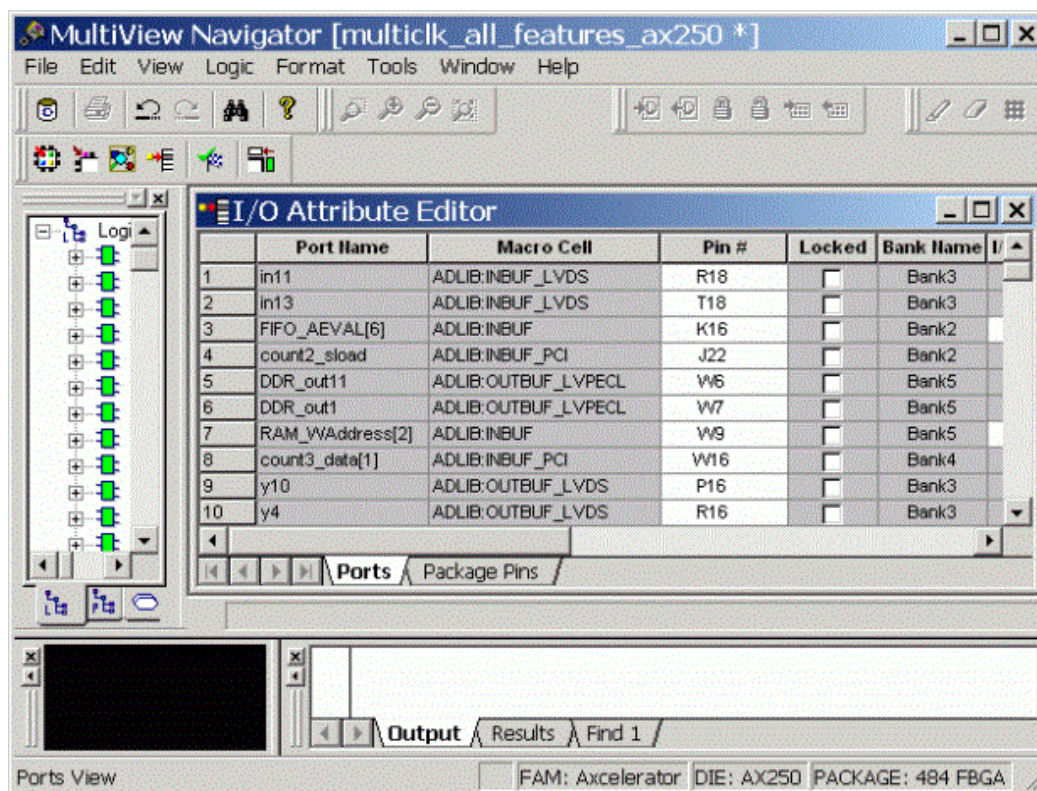 MultiView Navigator [multiclk_all_features_ax250 *]
File Edit View Logic Format Tools Window Help
I/O Attribute Editor
Logi
Port Name Macro Cell Pin # Locked Bank Name I/
1 in11 ADLIB:INBUF_LVDS R18 Bank3
2 in13 ADLIB:INBUF_LVDS T18 Bank3
3 FIFO_AEVAL[6] ADLIB:INBUF K16 Bank2
4 count2_sload ADLIB:INBUF_PCI J22 Bank2
5 DDR_out11 ADLIB:OUTBUF_LVPECL W6 Bank5
6 DDR_out1 ADLIB:OUTBUF_LVPECL W7 Bank5
7 RAM_WAddress[2] ADLIB:INBUF W9 Bank5
8 count3_data[1] ADLIB:INBUF_PCI W16 Bank4
9 y10 ADLIB:OUTBUF_LVDS P16 Bank3
10 y4 ADLIB:OUTBUF_LVDS R16 Bank3
Ports Package Pins
Output Results Find 1
Ports View FAM: Axcelerator DIE: AX250 PACKAGE: 484 FBGA